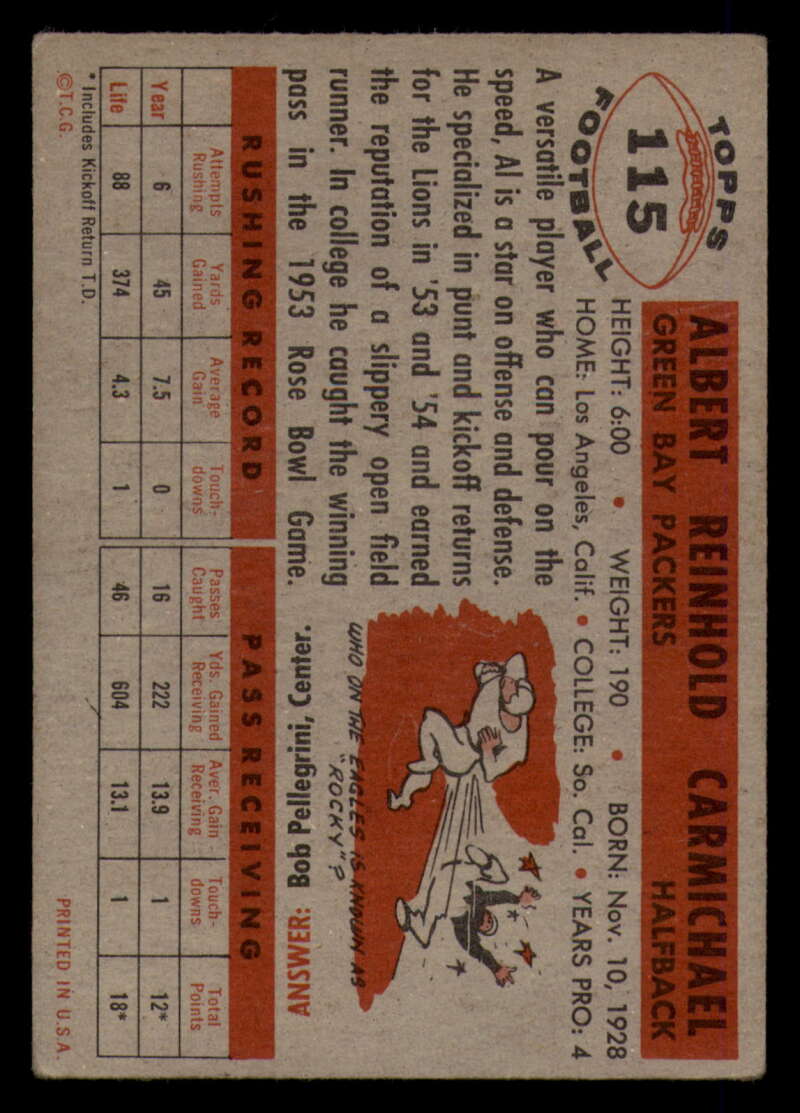 TOPPS
115
FOOTBALL
ALBERT REINHOLD CARMICHAEL
GREEN BAY PACKERS HALFBACK
HEIGHT: 6:00 • WEIGHT: 190 • BORN: Nov. 10, 1928
HOME: Los Angeles, Calif. • COLLEGE: So. Cal. • YEARS PRO: 4
A versatile player who can pour on the
speed, Al is a star on offense and defense.
He specialized in punt and kickoff returns
for the Lions in '53 and '54 and earned
the reputation of a slippery open field
runner. In college he caught the winning
pass in the 1953 Rose Bowl Game.
WHO ON THE EAGLES IS KNOWN AS
"ROCKY"?
ANSWER: Bob Pellegrini, Center.
RUSHING RECORD PASS RECEIVING
Attempts Rushing Yards Gained Average Gain Touch-downs Passes Caught Yds. Gained Receiving Aver. Gain Receiving Touch-downs Total Points
Year 6 45 7.5 0 16 222 13.9 1 12*
Life 88 374 4.3 1 46 604 13.1 1 18*
* Includes Kickoff Return T.D.
©T.C.G. PRINTED IN U.S.A.